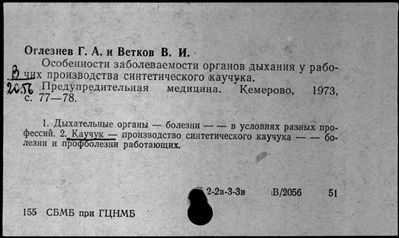 Оглезнев Г. А. и Ветков В. И.
Особенности заболеваемости органов дыхания у рабо-
В чих производства синтетического каучука.
2056 Предупредительная медицина. Кемерово, 1973,
с. 77—78.
1. Дыхательные органы — болезни — — в условиях разных про-
фессий. 2. Каучук — производство синтетического каучука — — бо-
лезни и профболезни работающих.
2-2в-3-3в В/2056 51
155 СБМБ при ГЦНМБ